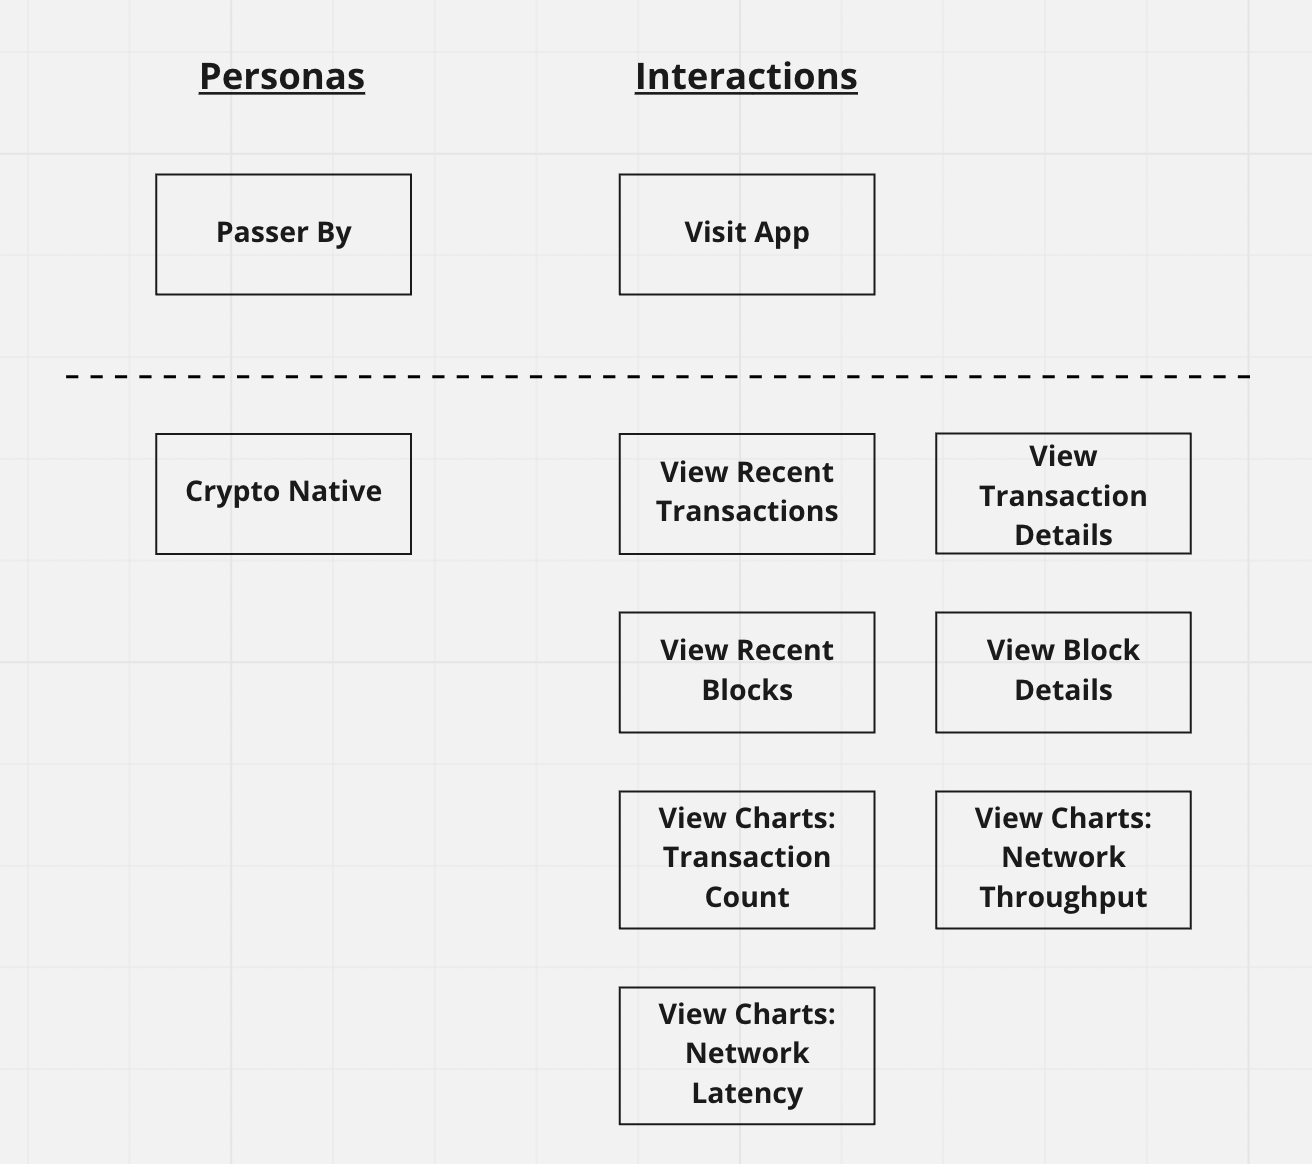 Personas
Interactions
Passer By
Visit App
Crypto Native
View Recent
Transactions
View
Transaction
Details
View Recent
Blocks
View Block
Details
View Charts:
Transaction
Count
View Charts:
Network
Throughput
View Charts:
Network
Latency